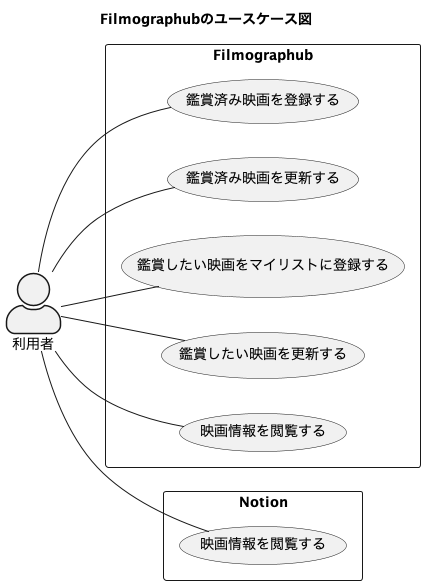 Filmographubのユースケース図
Filmographub
鑑賞済み映画を登録する
鑑賞済み映画を更新する
鑑賞したい映画をマイリストに登録する
鑑賞したい映画を更新する
利用者
映画情報を閲覧する
Notion
映画情報を閲覧する